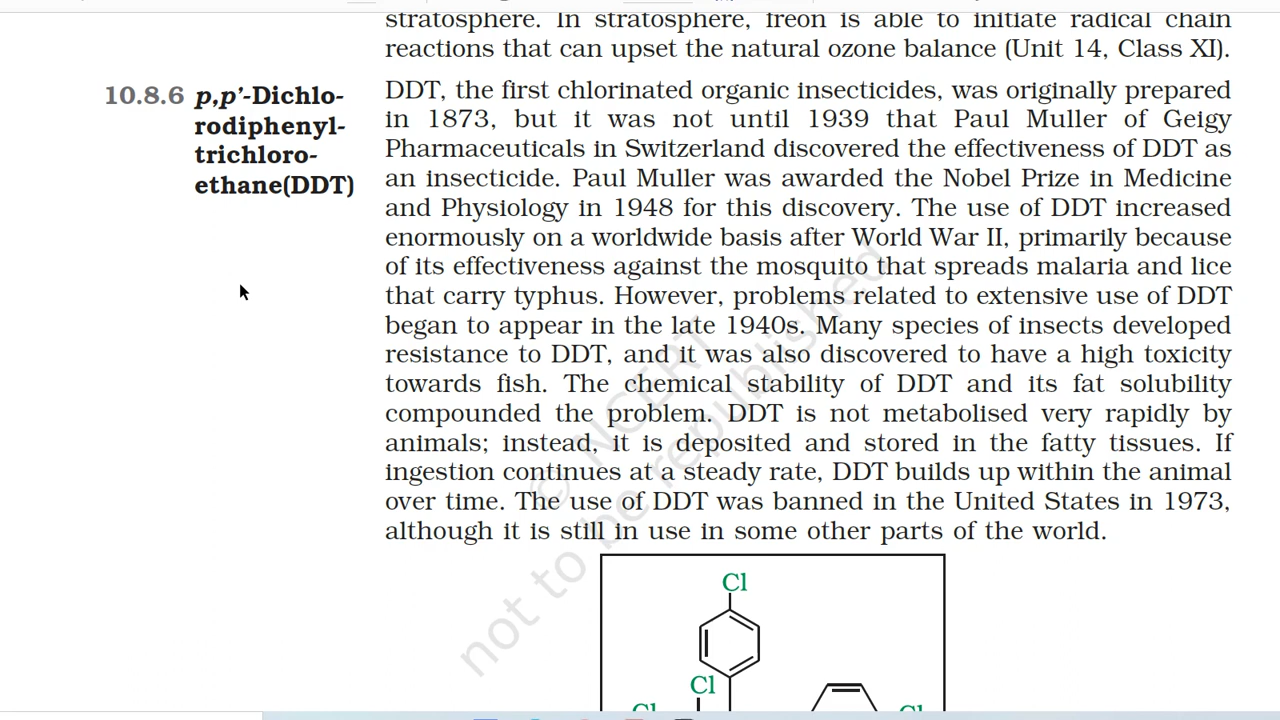 stratosphere. In stratosphere, freon is able to initiate radical chain
reactions that can upset the natural ozone balance (Unit 14, Class XI).
10.8.6 p,p’-Dichlo-
rodiphenyl-
trichloro-
ethane(DDT)
DDT, the first chlorinated organic insecticides, was originally prepared
in 1873, but it was not until 1939 that Paul Muller of Geigy
Pharmaceuticals in Switzerland discovered the effectiveness of DDT as
an insecticide. Paul Muller was awarded the Nobel Prize in Medicine
and Physiology in 1948 for this discovery. The use of DDT increased
enormously on a worldwide basis after World War II, primarily because
of its effectiveness against the mosquito that spreads malaria and lice
that carry typhus. However, problems related to extensive use of DDT
began to appear in the late 1940s. Many species of insects developed
resistance to DDT, and it was also discovered to have a high toxicity
towards fish. The chemical stability of DDT and its fat solubility
compounded the problem. DDT is not metabolised very rapidly by
animals; instead, it is deposited and stored in the fatty tissues. If
ingestion continues at a steady rate, DDT builds up within the animal
over time. The use of DDT was banned in the United States in 1973,
although it is still in use in some other parts of the world.
© NCERT
not to be republished
Cl
Cl
Cl
Cl